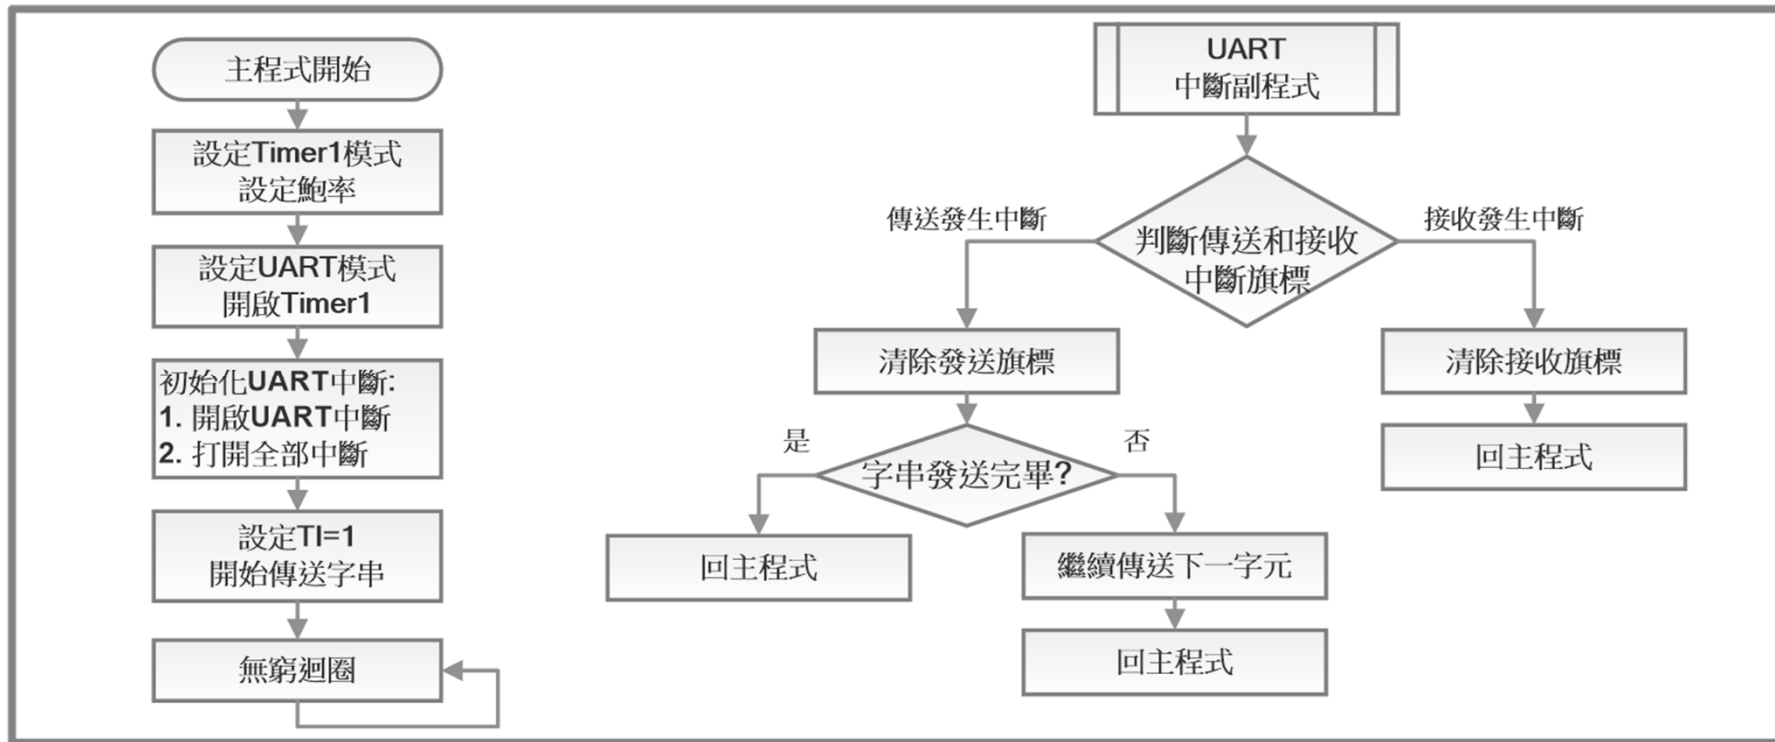 主程式開始
設定Timer1模式
設定鮑率
設定UART模式
開啟Timer1
初始化UART中斷:
1. 開啟UART中斷
2. 打開全部中斷
設定TI=1
開始傳送字串
無窮迴圈
UART
中斷副程式
判斷傳送和接收
中斷旗標
傳送發生中斷
接收發生中斷
清除發送旗標
字串發送完畢?
是
否
回主程式
繼續傳送下一字元
回主程式
清除接收旗標
回主程式